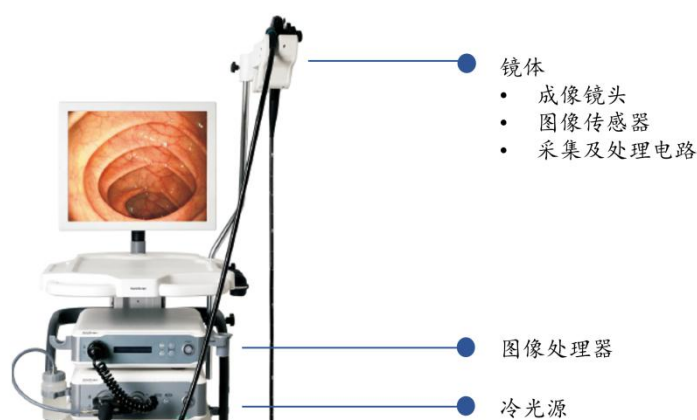 镜体
• 成像镜头
• 图像传感器
• 采集及处理电路
图像处理器
冷光源